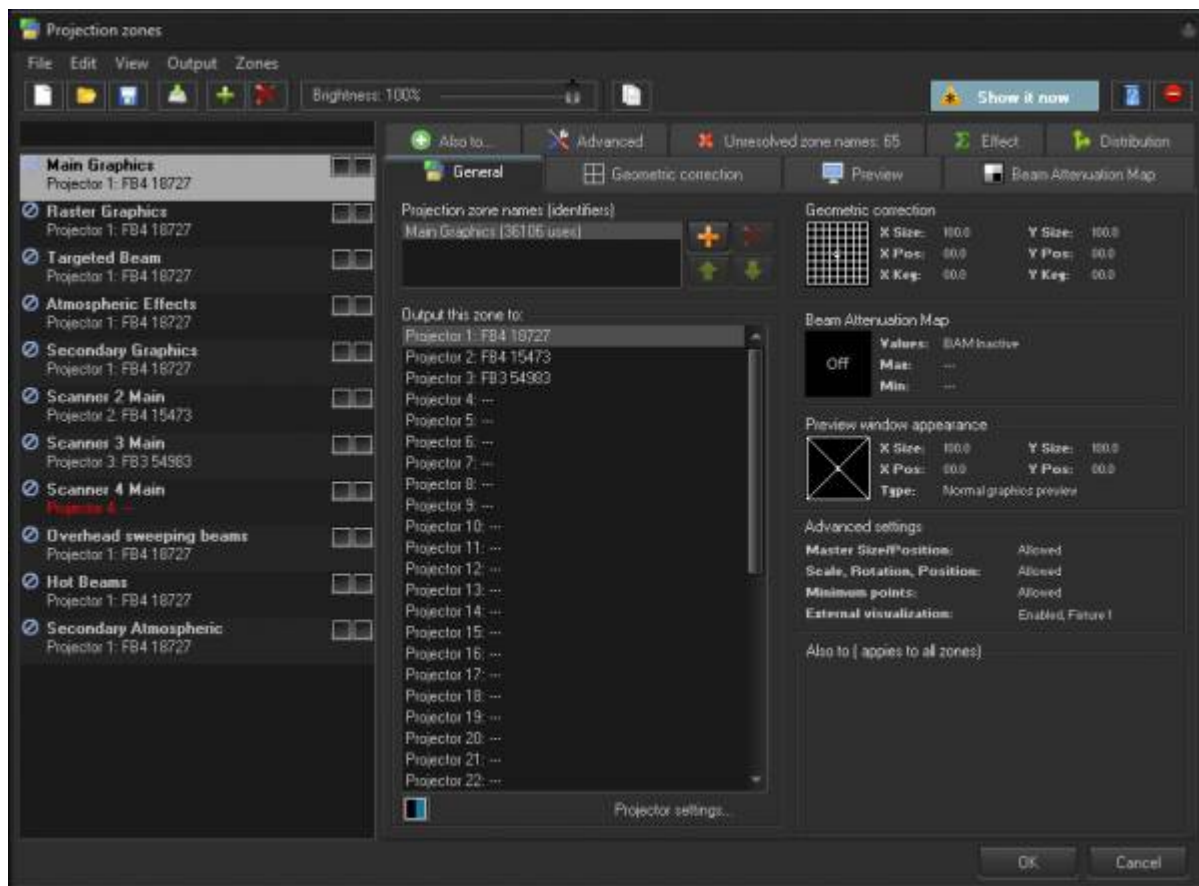 Projection zones
File Edit View Output Zones
Brightness: 100%
Show it now
Also to... Advanced Unresolved zone names: 65 Effect Distribution
General Geometric correction Preview Beam Attenuation Map
Main Graphics
Projector 1: FB4 18727
Raster Graphics
Projector 1: FB4 18727
Targeted Beam
Projector 1: FB4 18727
Atmospheric Effects
Projector 1: FB4 18727
Secondary Graphics
Projector 1: FB4 18727
Scanner 2 Main
Projector 2: FB4 15473
Scanner 3 Main
Projector 3: FB3 54983
Scanner 4 Main
Projector 4: ---
Overhead sweeping beams
Projector 1: FB4 18727
Hot Beams
Projector 1: FB4 18727
Secondary Atmospheric
Projector 1: FB4 18727
Projection zone names (identifiers)
Main Graphics (36106 uses)
Output this zone to:
Projector 1: FB4 18727
Projector 2: FB4 15473
Projector 3: FB3 54983
Projector 4: ---
Projector 5: ---
Projector 6: ---
Projector 7: ---
Projector 8: ---
Projector 9: ---
Projector 10: ---
Projector 11: ---
Projector 12: ---
Projector 13: ---
Projector 14: ---
Projector 15: ---
Projector 16: ---
Projector 17: ---
Projector 18: ---
Projector 19: ---
Projector 20: ---
Projector 21: ---
Projector 22: ---
Projector settings...
Geometric correction
X Size: 100.0 Y Size: 100.0
X Pos: 00.0 Y Pos: 00.0
X Key: 00.0 Y Key: 00.0
Beam Attenuation Map
Off
Values: BAM Inactive
Max: ---
Min: ---
Preview window appearance
X Size: 100.0 Y Size: 100.0
X Pos: 00.0 Y Pos: 00.0
Type: Normal graphics preview
Advanced settings
Master Size/Position: Allowed
Scale, Rotation, Position: Allowed
Minimum points: Allowed
External visualization: Enabled, Fixture 1
Also to ( appies to all zones)
OK Cancel